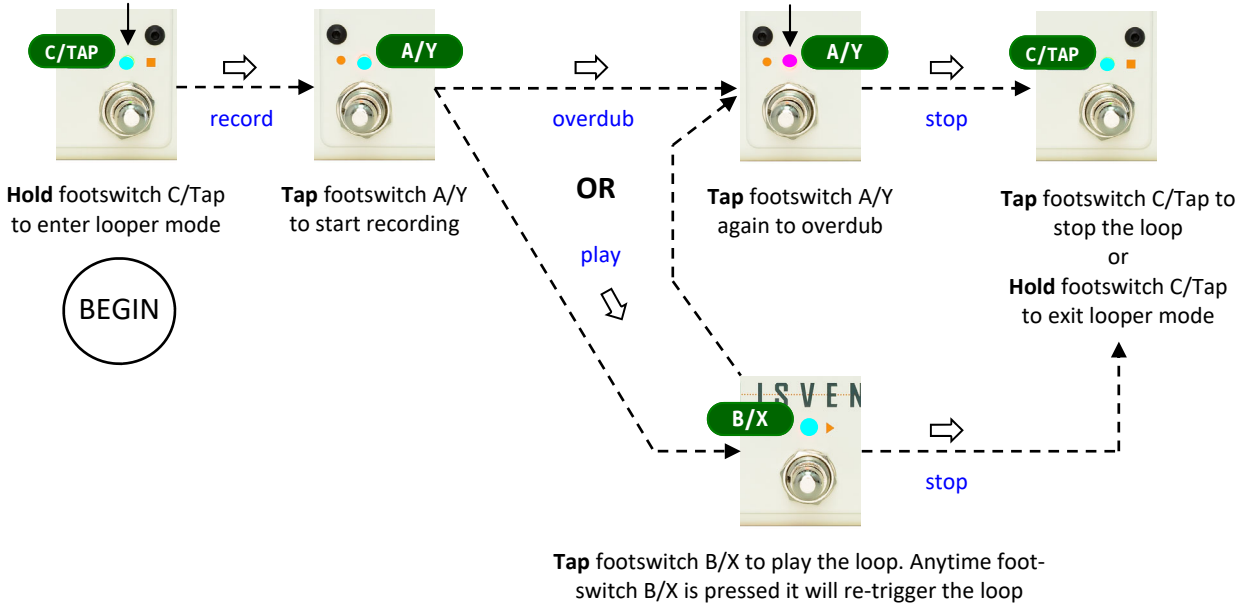 C/TAP
A/Y
A/Y
C/TAP
record
overdub
stop
Hold footswitch C/Tap
to enter looper mode
Tap footswitch A/Y
to start recording
OR
Tap footswitch A/Y
again to overdub
Tap footswitch C/Tap to
stop the loop
or
Hold footswitch C/Tap
to exit looper mode
play
BEGIN
ISVEN
B/X
stop
Tap footswitch B/X to play the loop. Anytime foot-
switch B/X is pressed it will re-trigger the loop